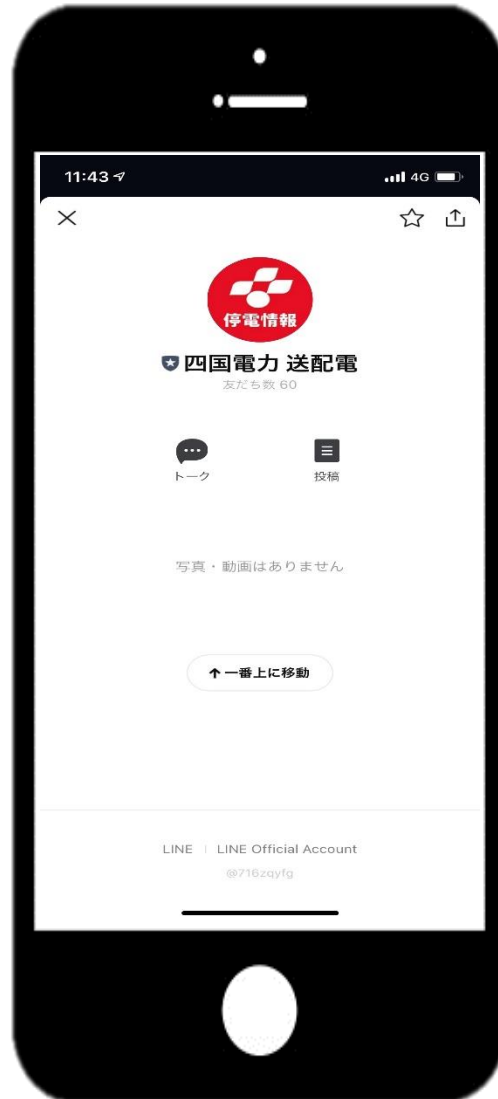 11:43
4G
停電情報
四国電力 送配電
友だち数 60
トーク
投稿
写真・動画はありません
↑ 一番上に移動
LINE | LINE Official Account
@716zqyfg